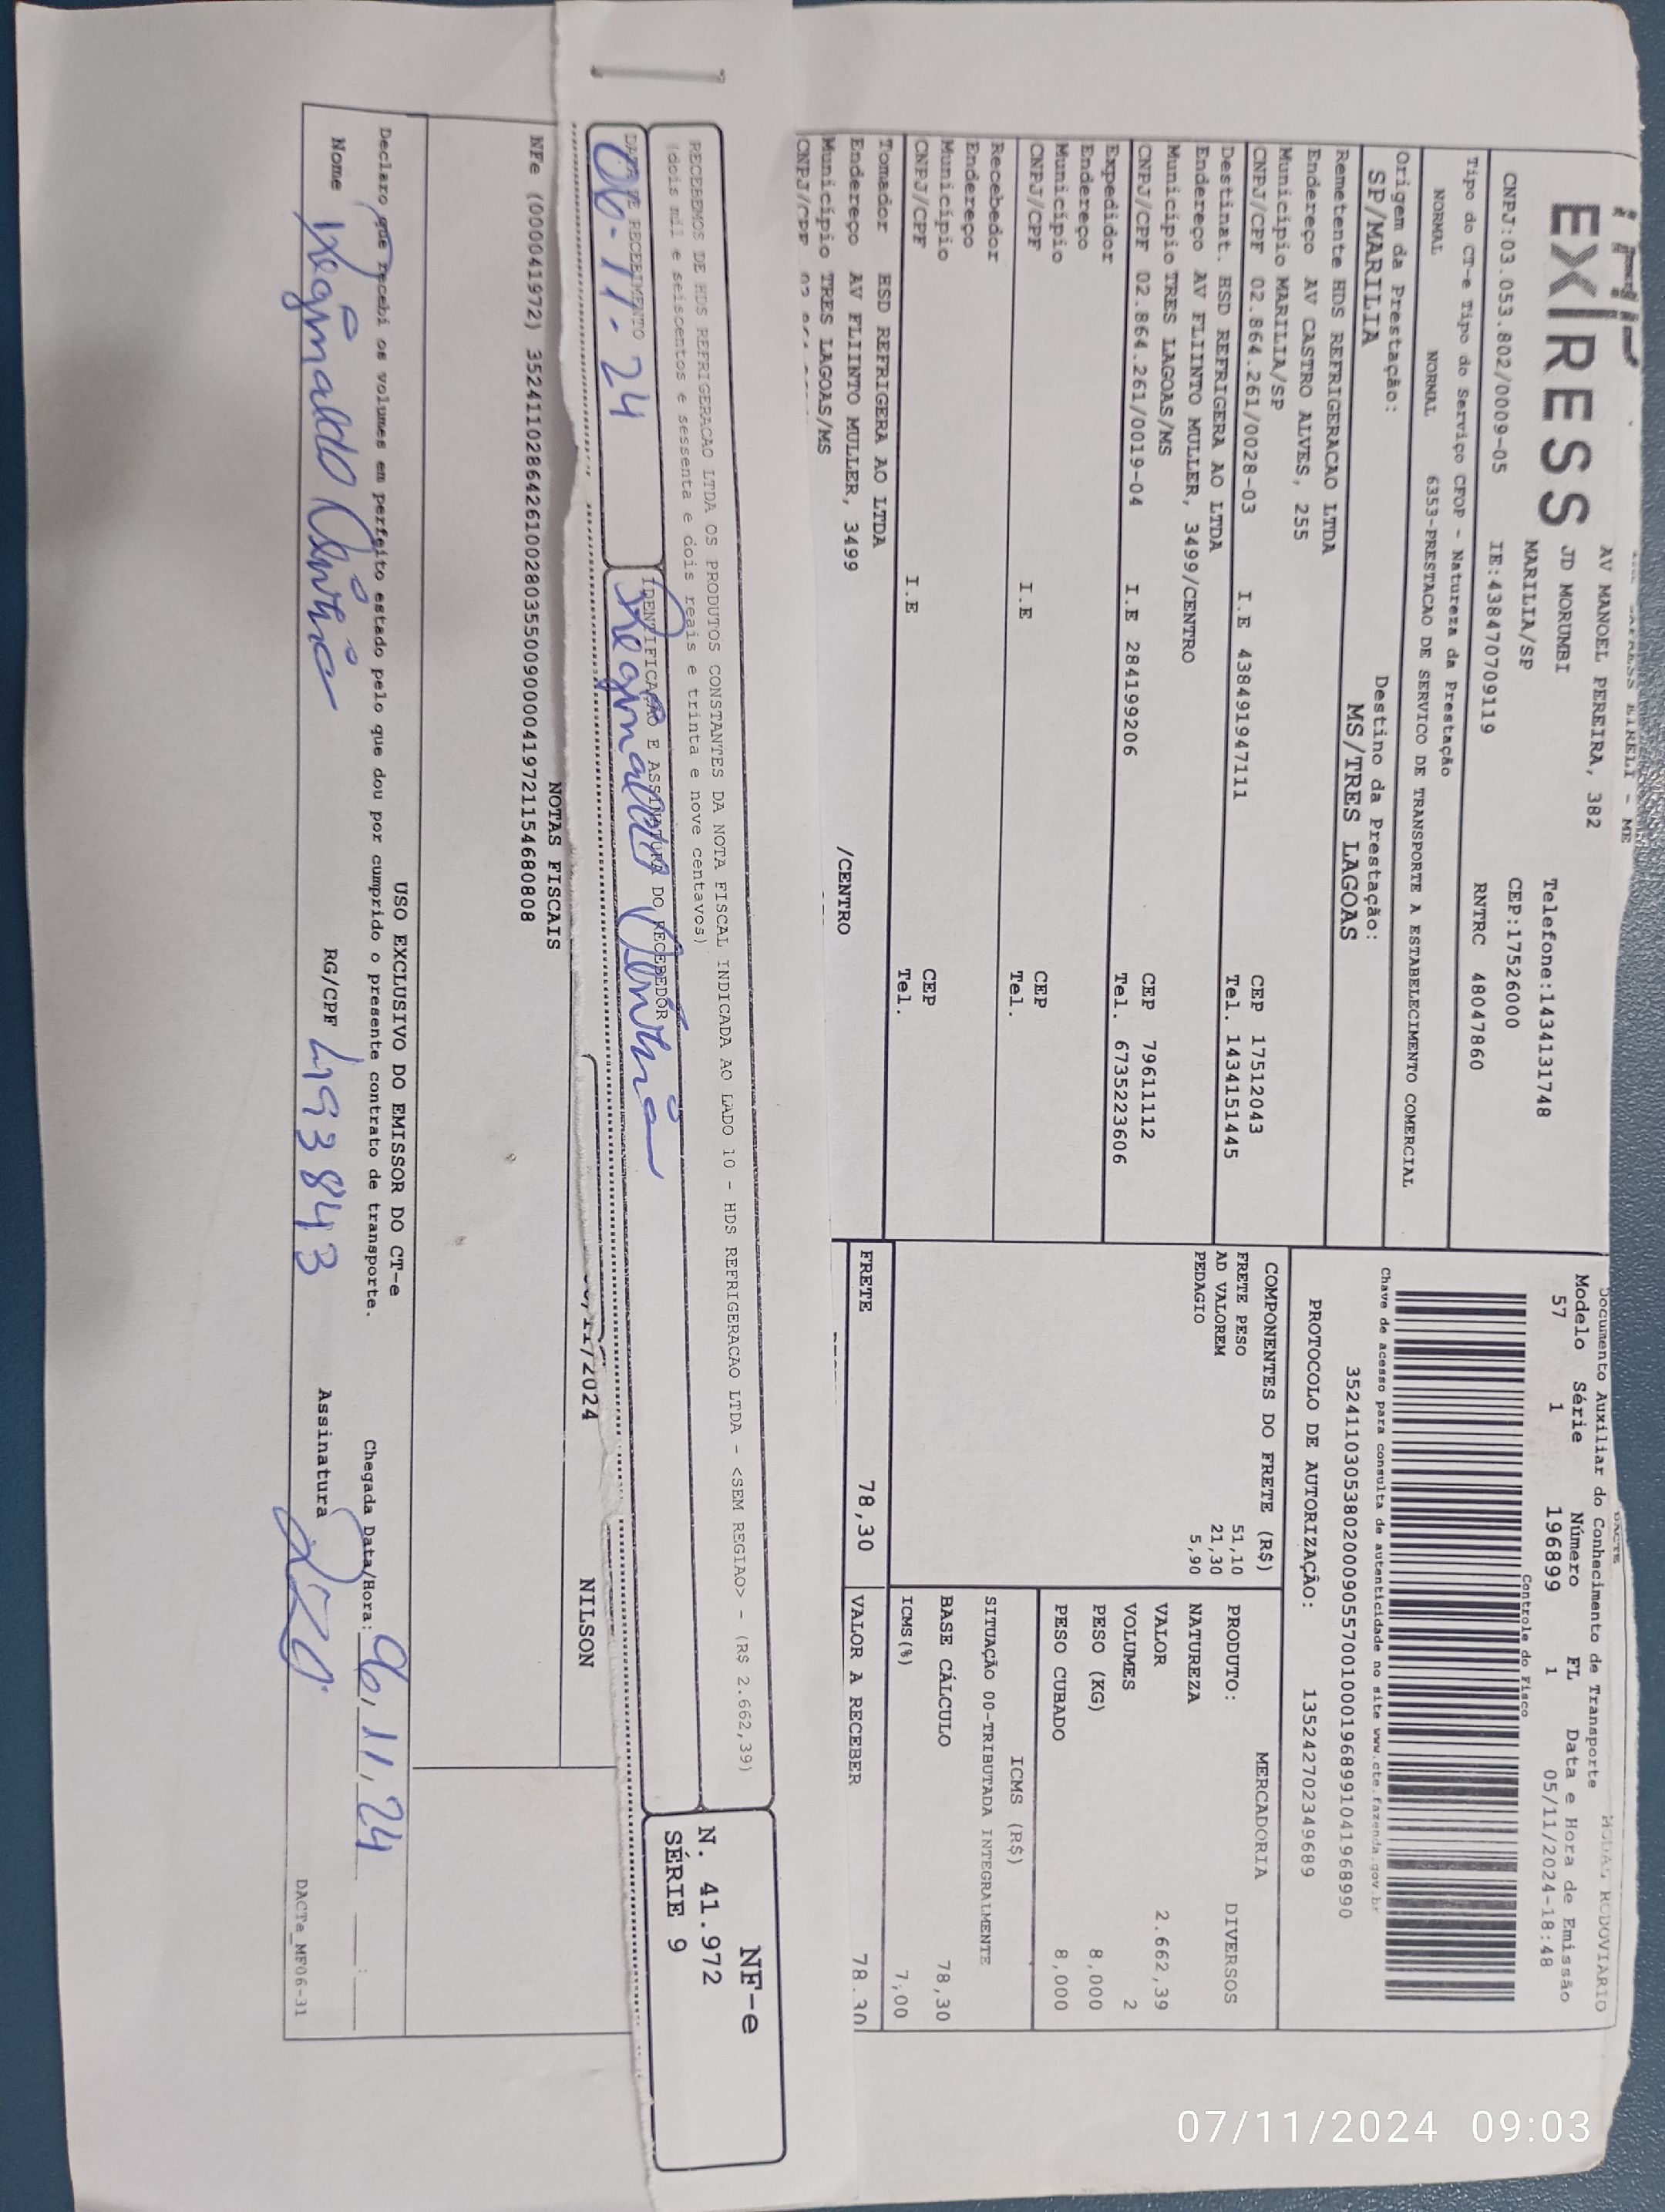 EXPRESS
AV MANOEL PEREIRA, 382
JD MORUMBI
MARILIA/SP
Telefone:1434131748
CEP:17526000
CNPJ:03.053.802/0009-05 IE:438470709119 RNTRC 48047860
Tipo do CT-e Tipo do Serviço CFOP - Natureza da Prestação
NORMAL NORMAL 6353-PRESTACAO DE SERVICO DE TRANSPORTE A ESTABELECIMENTO COMERCIAL
Origem da Prestação: Destino da Prestação:
SP/MARILIA MS/TRES LAGOAS
Remetente HDS REFRIGERACAO LTDA
Endereço AV CASTRO ALVES, 255
Município MARILIA/SP CEP 17512043
CNPJ/CPF 02.864.261/0028-03 I.E 438491947111 Tel. 1434151445
Destinat. HSD REFRIGERA AO LTDA
Endereço AV FLIINTO MULLER, 3499/CENTRO
Município TRES LAGOAS/MS CEP 79611112
CNPJ/CPF 02.864.261/0019-04 I.E 284199206 Tel. 6735223606
Expedidor
Endereço
Município CEP
CNPJ/CPF I.E Tel.
Recebedor
Endereço
Município CEP
CNPJ/CPF I.E Tel.
Tomador HSD REFRIGERA AO LTDA
Endereço AV FLIINTO MULLER, 3499 /CENTRO
Município TRES LAGOAS/MS
CNPJ/CPF
DACTE
Documento Auxiliar do Conhecimento de Transporte MODAL RODOVIARIO
Modelo Série Número FL Data e Hora de Emissão
57 1 196899 1 05/11/2024-18:48
Controle do Fisco
Chave de acesso para consulta de autenticidade no site www.cte.fazenda.gov.br
35241103053802000905570010001968991041968990
PROTOCOLO DE AUTORIZAÇÃO: 135242702349689
COMPONENTES DO FRETE (R$)
FRETE PESO 51,10
AD VALOREM 21,30
PEDAGIO 5,90
MERCADORIA
PRODUTO: DIVERSOS
NATUREZA
VALOR 2.662,39
VOLUMES 2
PESO (KG) 8,000
PESO CUBADO 8,000
ICMS (R$)
SITUAÇÃO 00-TRIBUTADA INTEGRALMENTE
BASE CÁLCULO 78,30
ICMS(%) 7,00
FRETE 78,30 VALOR A RECEBER 78,30
RECEBEMOS DE HDS REFRIGERACAO LTDA OS PRODUTOS CONSTANTES DA NOTA FISCAL INDICADA AO LADO 10 - HDS REFRIGERACAO LTDA - <SEM REGIAO> - (R$ 2.662,39)
(dois mil e seiscentos e sessenta e dois reais e trinta e nove centavos)
DATA DE RECEBIMENTO IDENTIFICAÇÃO E ASSINATURA DO RECEBEDOR
06-11-24 Reginaldo
NF-e
N. 41.972
SÉRIE 9
/11/2024 NILSON
NOTAS FISCAIS
NFe (000041972) 35241102864261002803550090000419721154680808
USO EXCLUSIVO DO EMISSOR DO CT-e
Declaro que recebi os volumes em perfeito estado pelo que dou por cumprido o presente contrato de transporte. Chegada Data/Hora: 06, 11, 24
Nome Reginaldo RG/CPF 493843 Assinatura
DACTe_MF06-31
07/11/2024 09:03